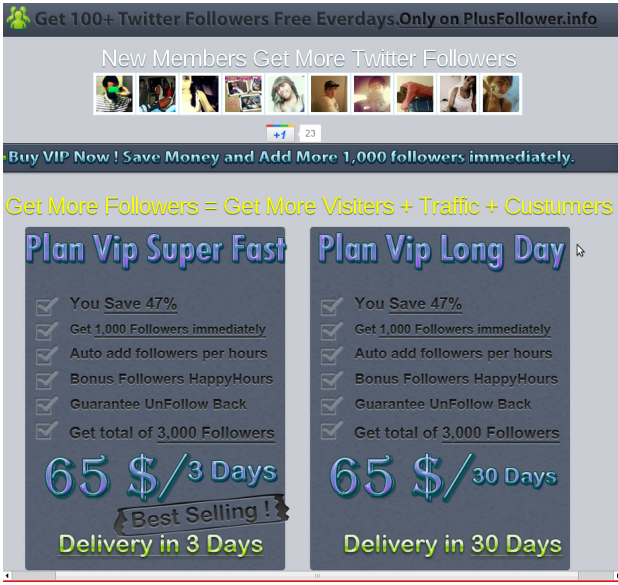 Get 100+ Twitter Followers Free Everdays,Only on PlusFollower.info
New Members Get More Twitter Followers
+1 23
Buy VIP Now ! Save Money and Add More 1,000 followers immediately.
Get More Followers = Get More Visiters + Traffic + Custumers
Plan Vip Super Fast
You Save 47%
Get 1,000 Followers immediately
Auto add followers per hours
Bonus Followers HappyHours
Guarantee UnFollow Back
Get total of 3,000 Followers
65 $/3 Days
Best Selling !
Delivery in 3 Days
Plan Vip Long Day
You Save 47%
Get 1,000 Followers immediately
Auto add followers per hours
Bonus Followers HappyHours
Guarantee UnFollow Back
Get total of 3,000 Followers
65 $/30 Days
Delivery in 30 Days